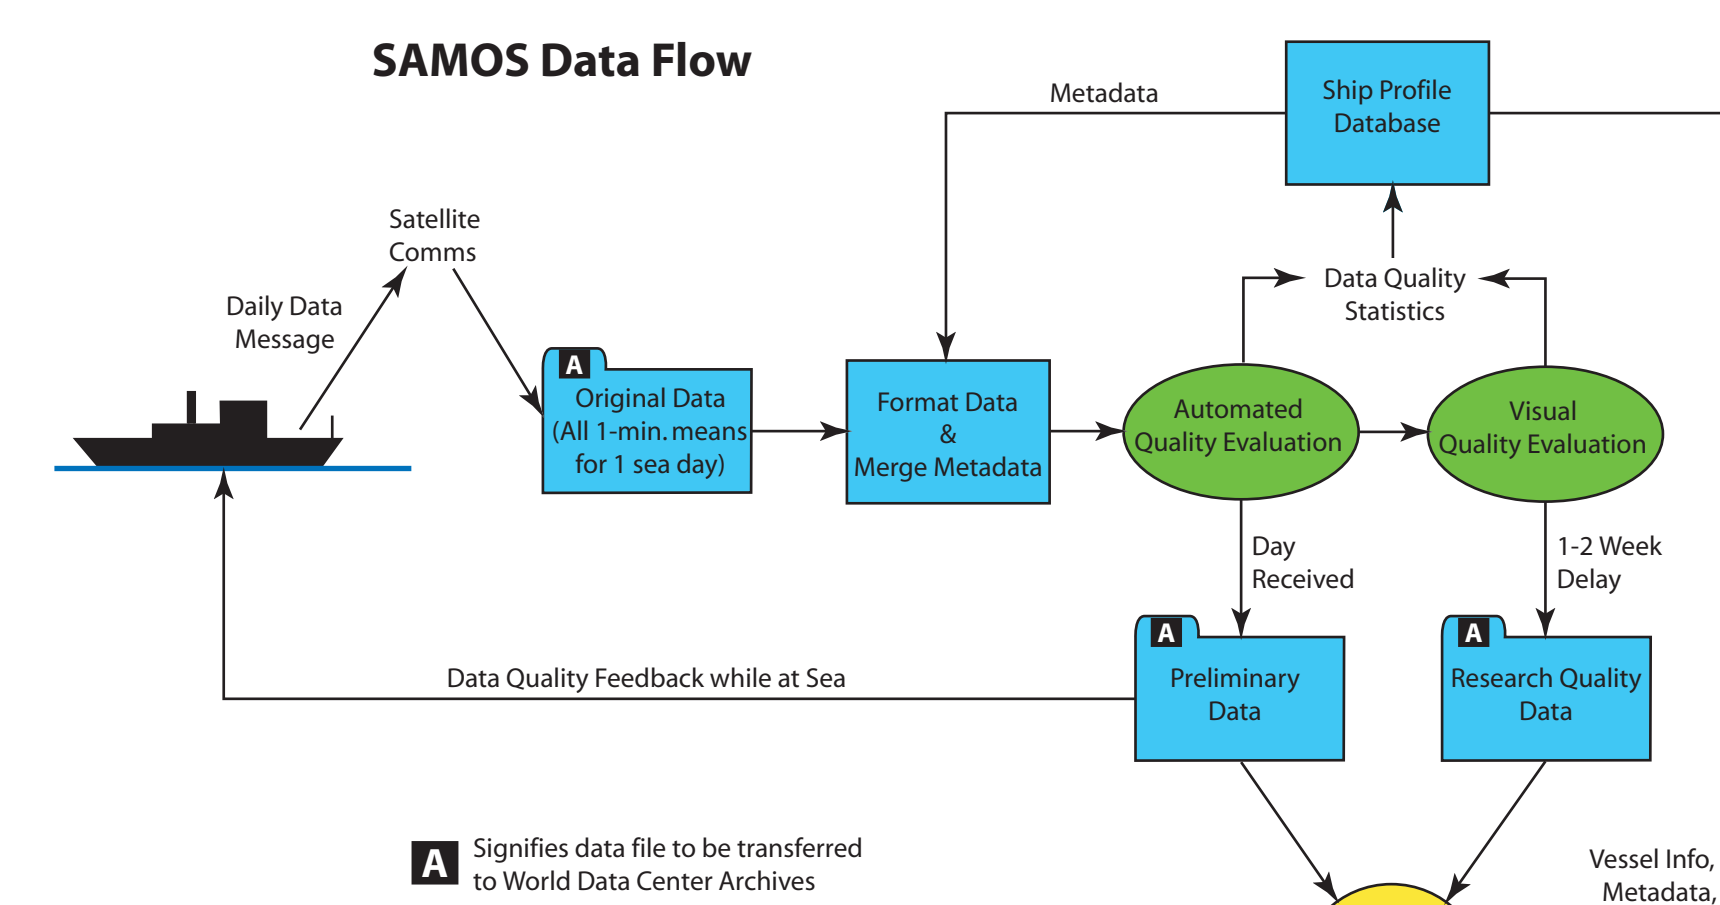 SAMOS Data Flow
Ship Profile
Database
Metadata
Satellite
Comms
Daily Data
Message
Data Quality
Statistics
A
Original Data
(All 1-min. means
for 1 sea day)
Format Data
&
Merge Metadata
Automated
Quality Evaluation
Visual
Quality Evaluation
Day
Received
1-2 Week
Delay
A
Preliminary
Data
A
Research Quality
Data
Data Quality Feedback while at Sea
A
Signifies data file to be transferred
to World Data Center Archives
Vessel Info,
Metadata,